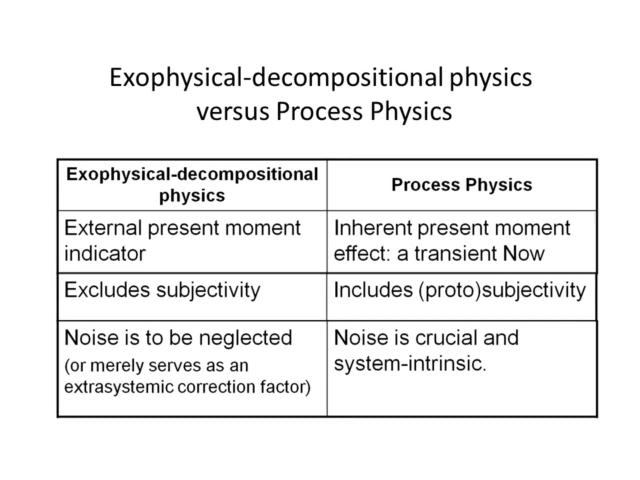 Exophysical-decompositional physics
versus Process Physics
Exophysical-decompositional
physics
Process Physics
External present moment
indicator
Inherent present moment
effect: a transient Now
Excludes subjectivity
Includes (proto)subjectivity
Noise is to be neglected
(or merely serves as an
extrasystemic correction factor)
Noise is crucial and
system-intrinsic.